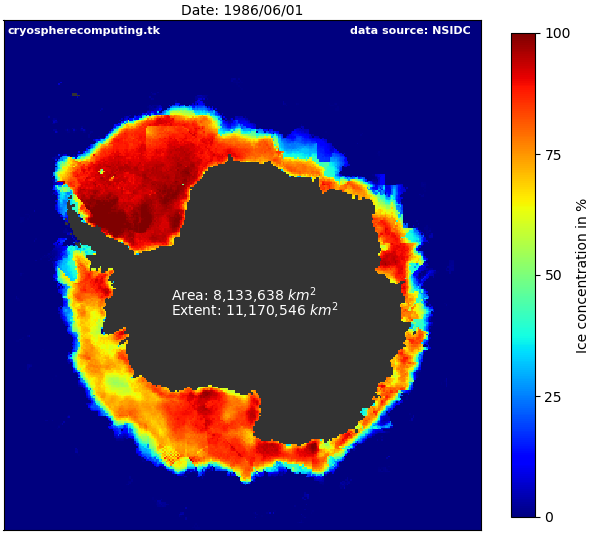 Date: 1986/06/01
cryospherecomputing.tk
data source: NSIDC
Area: 8,133,638 km²
Extent: 11,170,546 km²
100
75
50
25
0
Ice concentration in %